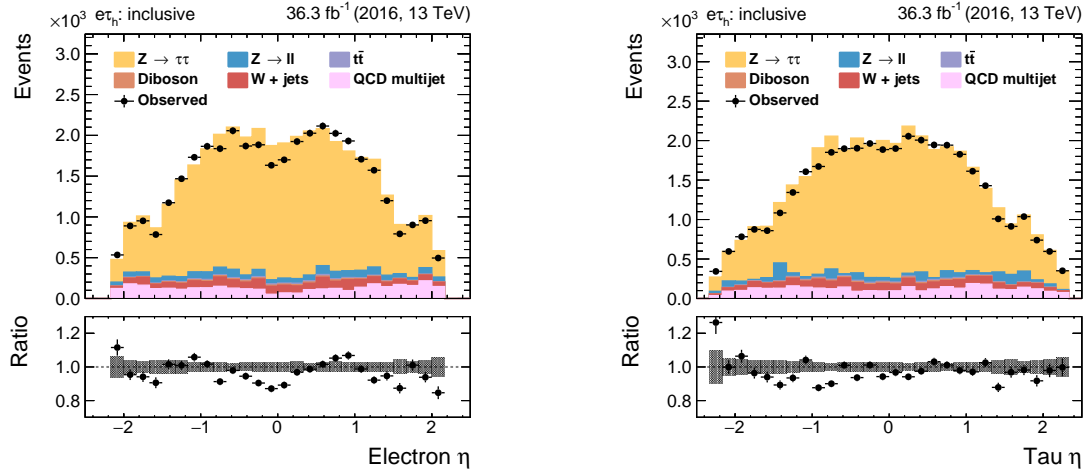 eτh: inclusive 36.3 fb-1 (2016, 13 TeV)
×10³
Events
3.0
2.5
2.0
1.5
1.0
0.5
0.0
Z → ττ Z → ll tt̄
Diboson W + jets QCD multijet
Observed
Ratio
1.2
1.0
0.8
−2 −1 0 1 2
Electron η
eτh: inclusive 36.3 fb-1 (2016, 13 TeV)
×10³
Events
3.0
2.5
2.0
1.5
1.0
0.5
0.0
Z → ττ Z → ll tt̄
Diboson W + jets QCD multijet
Observed
Ratio
1.2
1.0
0.8
−2 −1 0 1 2
Tau η